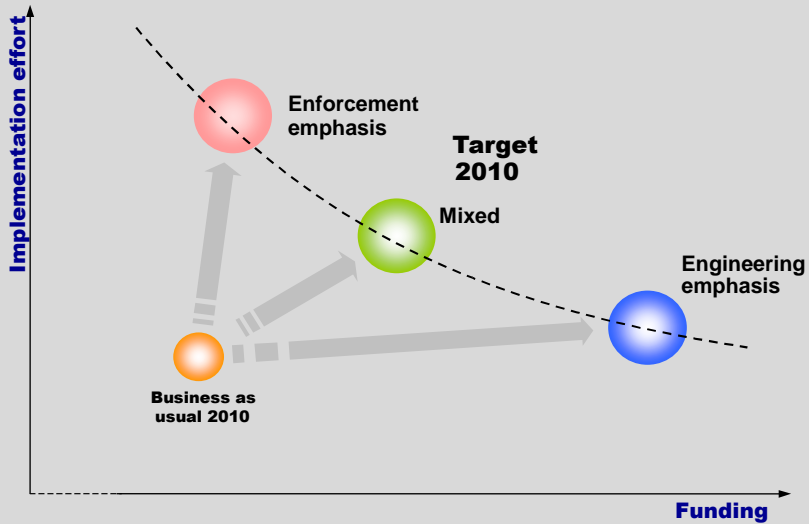 Implementation effort
Enforcement
emphasis
Target
2010
Mixed
Engineering
emphasis
Business as
usual 2010
Funding